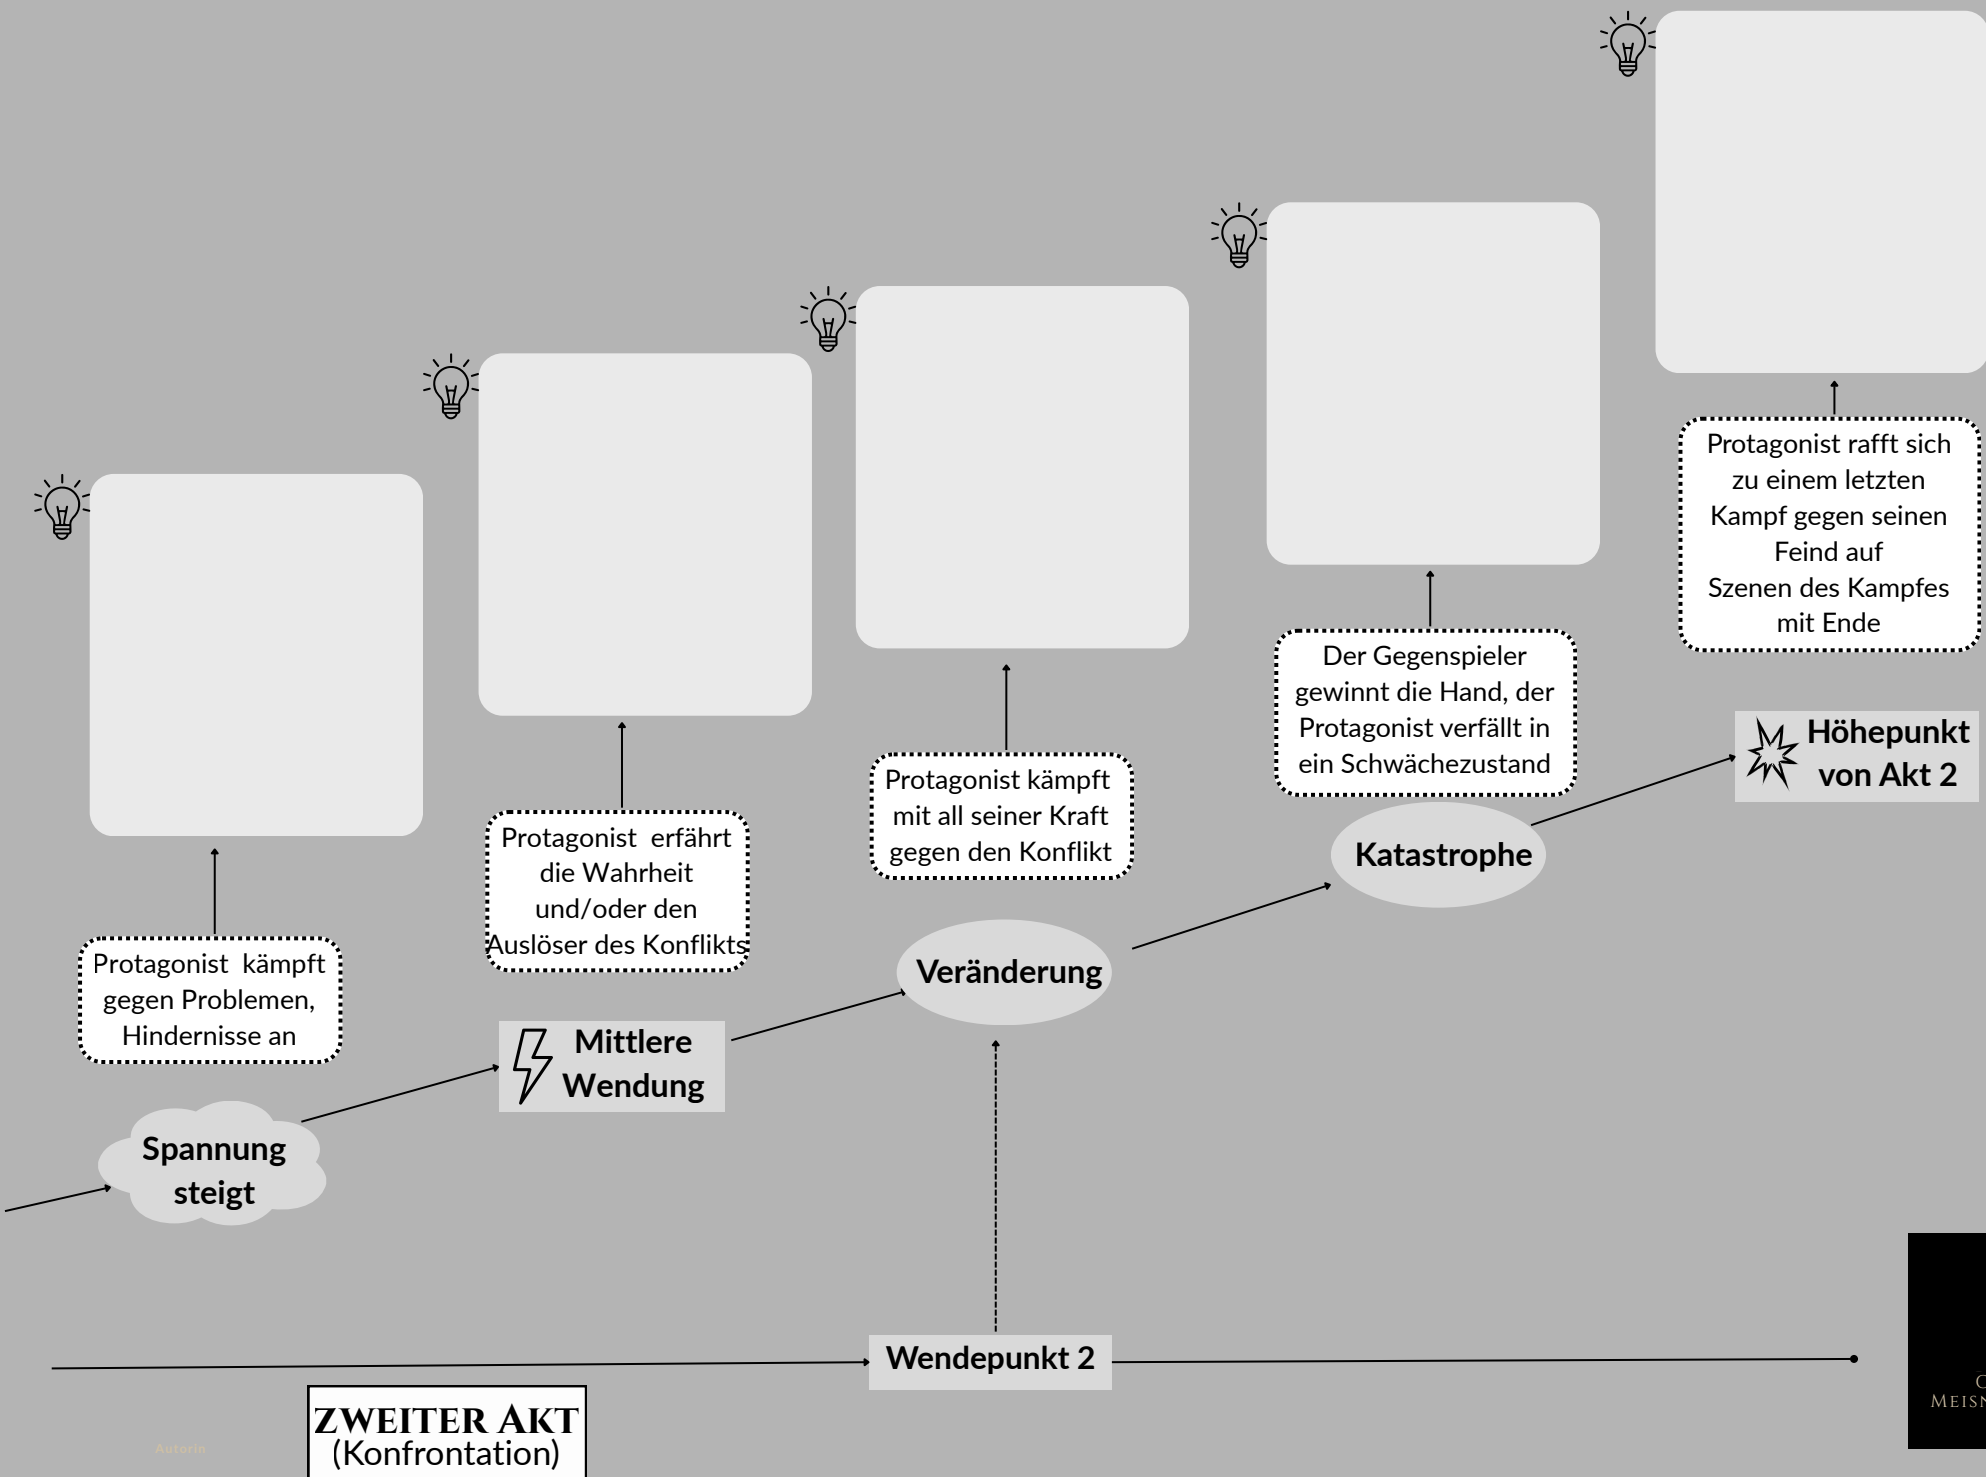 Protagonist rafft sich
zu einem letzten
Kampf gegen seinen
Feind auf
Szenen des Kampfes
mit Ende
Der Gegenspieler
gewinnt die Hand, der
Protagonist verfällt in
ein Schwächezustand
Protagonist kämpft
mit all seiner Kraft
gegen den Konflikt
Protagonist erfährt
die Wahrheit
und/oder den
Auslöser des Konflikts
Protagonist kämpft
gegen Problemen,
Hindernisse an
Höhepunkt
von Akt 2
Katastrophe
Veränderung
Mittlere
Wendung
Spannung
steigt
Wendepunkt 2
ZWEITER AKT
(Konfrontation)
Autorin